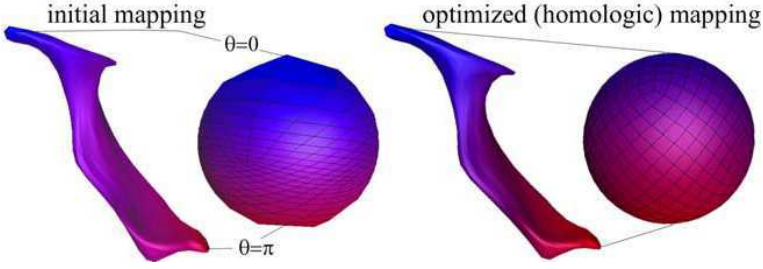 initial mapping
optimized (homologic) mapping
θ=0
θ=π